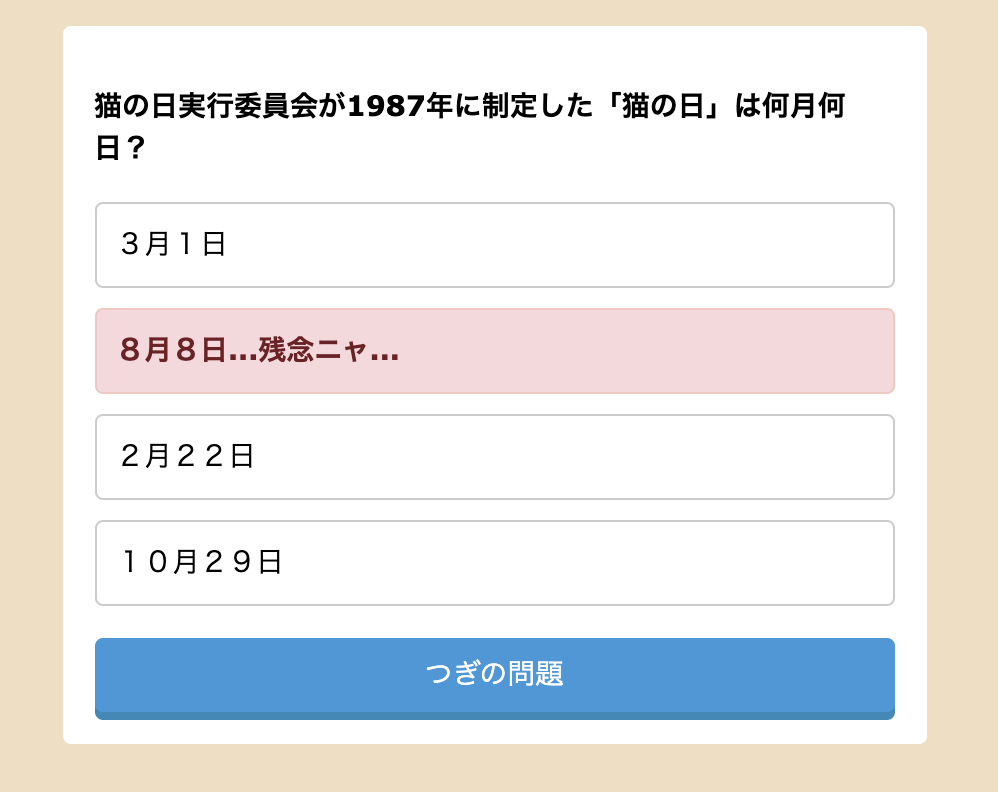 猫の日実行委員会が1987年に制定した「猫の日」は何月何
日？
３月１日
８月８日...残念ニャ...
２月２２日
１０月２９日
つぎの問題